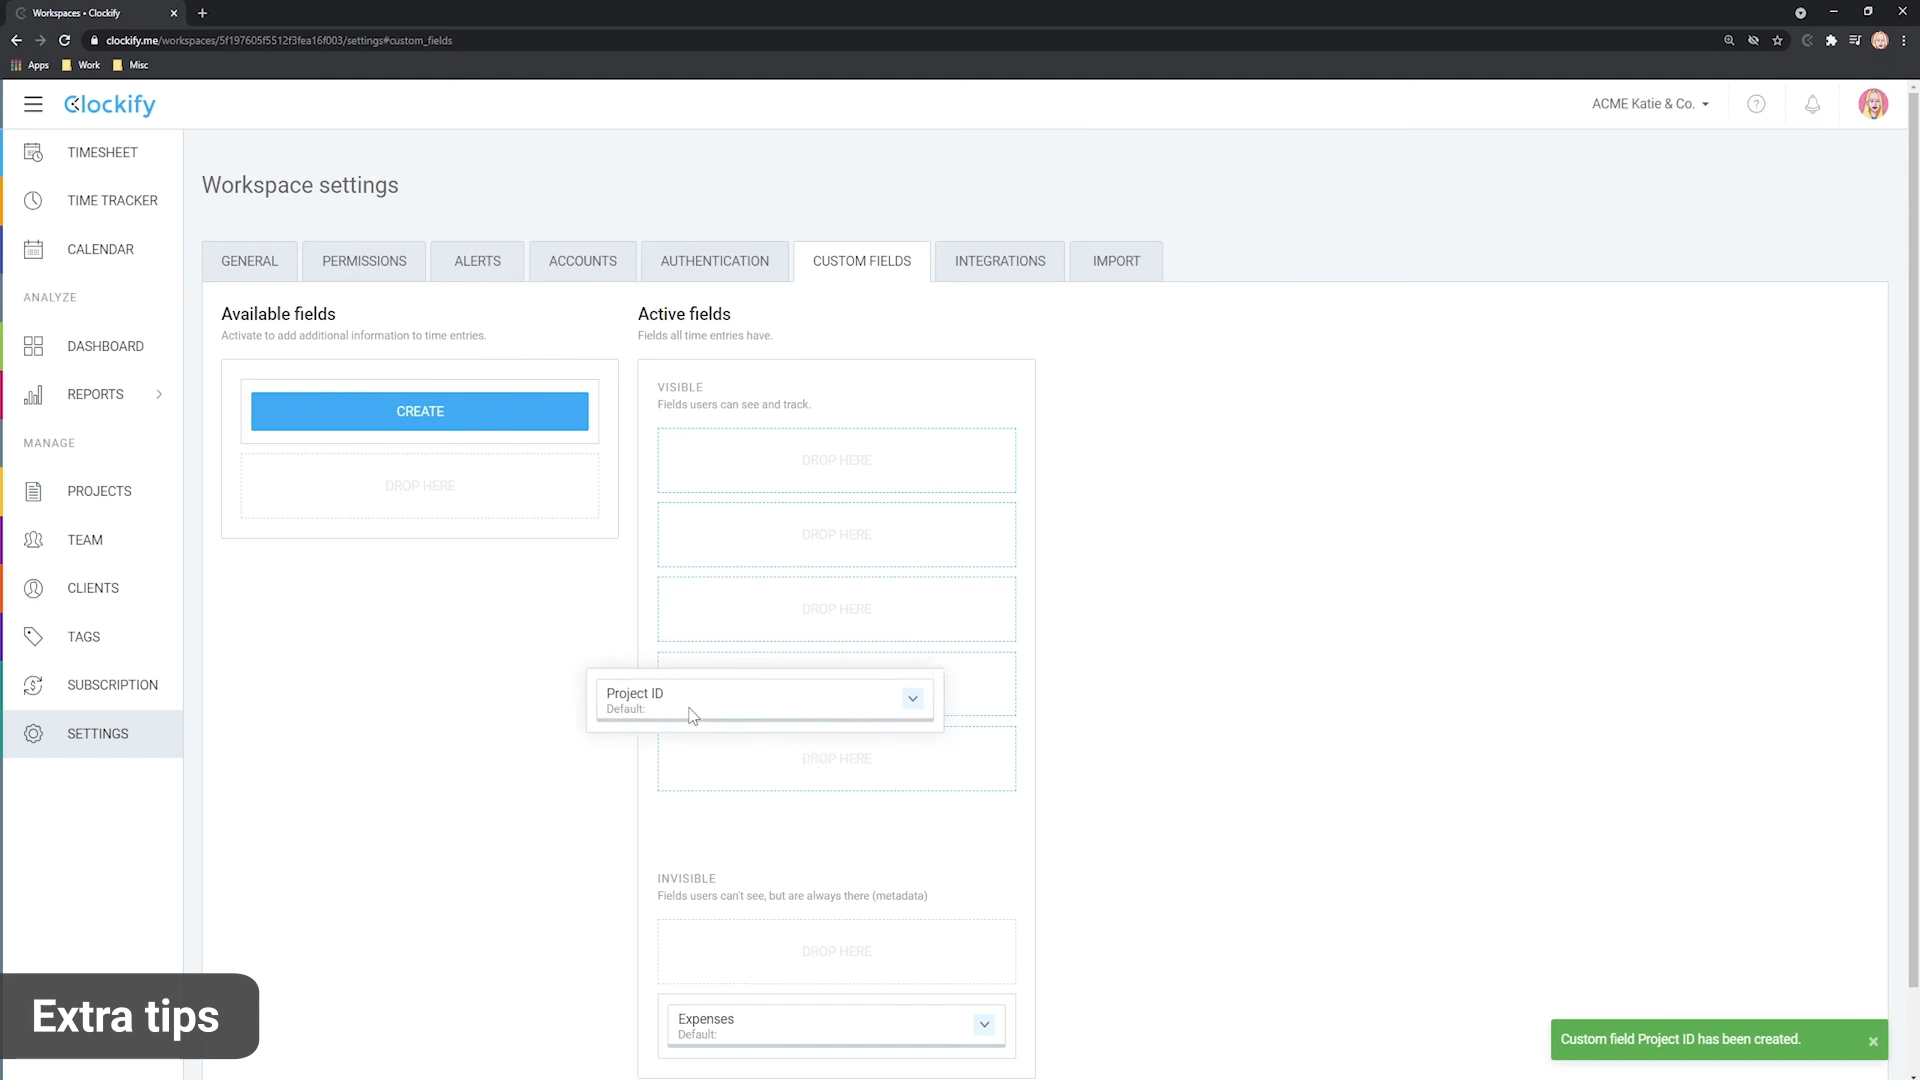 Workspaces • Clockify
clockify.me/workspaces/5f197605f5512f3fea16f003/settings#custom_fields
Apps
Work
Misc
Clockify
ACME Katie & Co.
TIMESHEET
TIME TRACKER
CALENDAR
ANALYZE
DASHBOARD
REPORTS
MANAGE
PROJECTS
TEAM
CLIENTS
TAGS
SUBSCRIPTION
SETTINGS
Workspace settings
GENERAL
PERMISSIONS
ALERTS
ACCOUNTS
AUTHENTICATION
CUSTOM FIELDS
INTEGRATIONS
IMPORT
Available fields
Activate to add additional information to time entries.
CREATE
DROP HERE
Active fields
Fields all time entries have.
VISIBLE
Fields users can see and track.
DROP HERE
DROP HERE
DROP HERE
Project ID
Default:
DROP HERE
INVISIBLE
Fields users can't see, but are always there (metadata)
DROP HERE
Expenses
Default:
Extra tips
Custom field Project ID has been created.